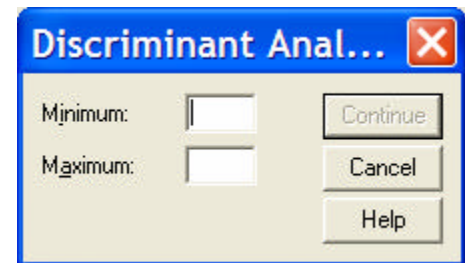 Discriminant Anal...
Minimum:
Continue
Maximum:
Cancel
Help